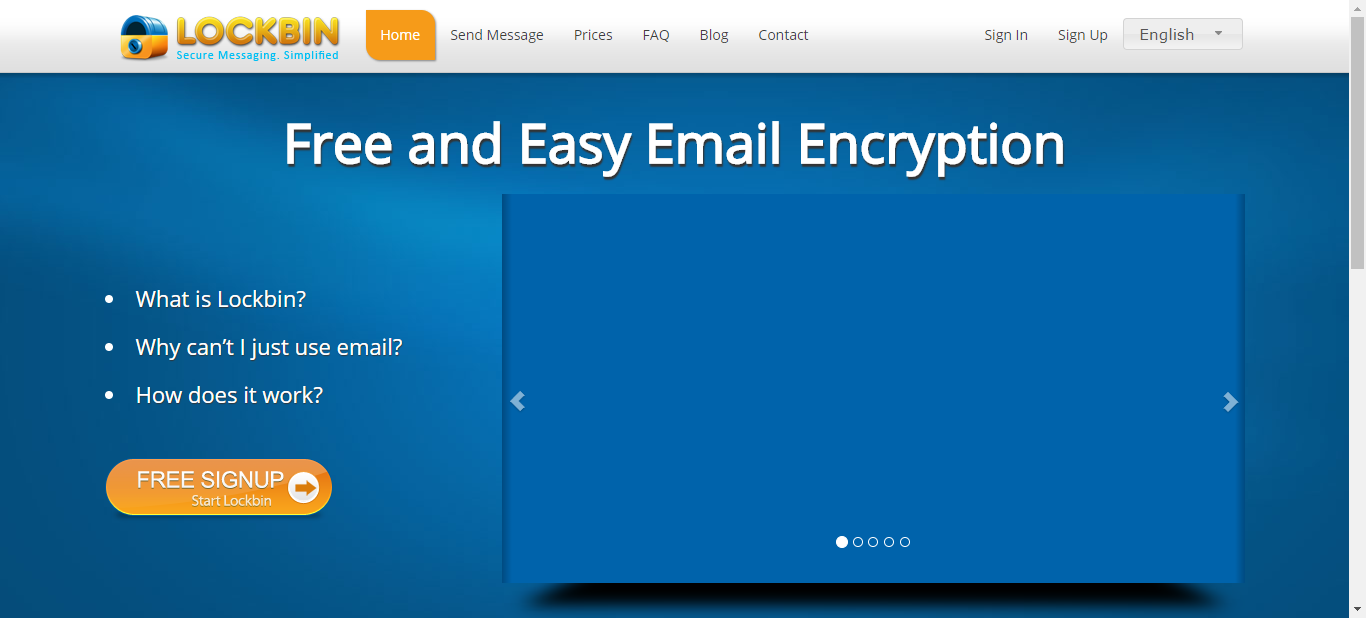 LOCKBIN
Secure Messaging. Simplified
Home
Send Message
Prices
FAQ
Blog
Contact
Sign In
Sign Up
English
Free and Easy Email Encryption
What is Lockbin?
Why can’t I just use email?
How does it work?
FREE SIGNUP
Start Lockbin